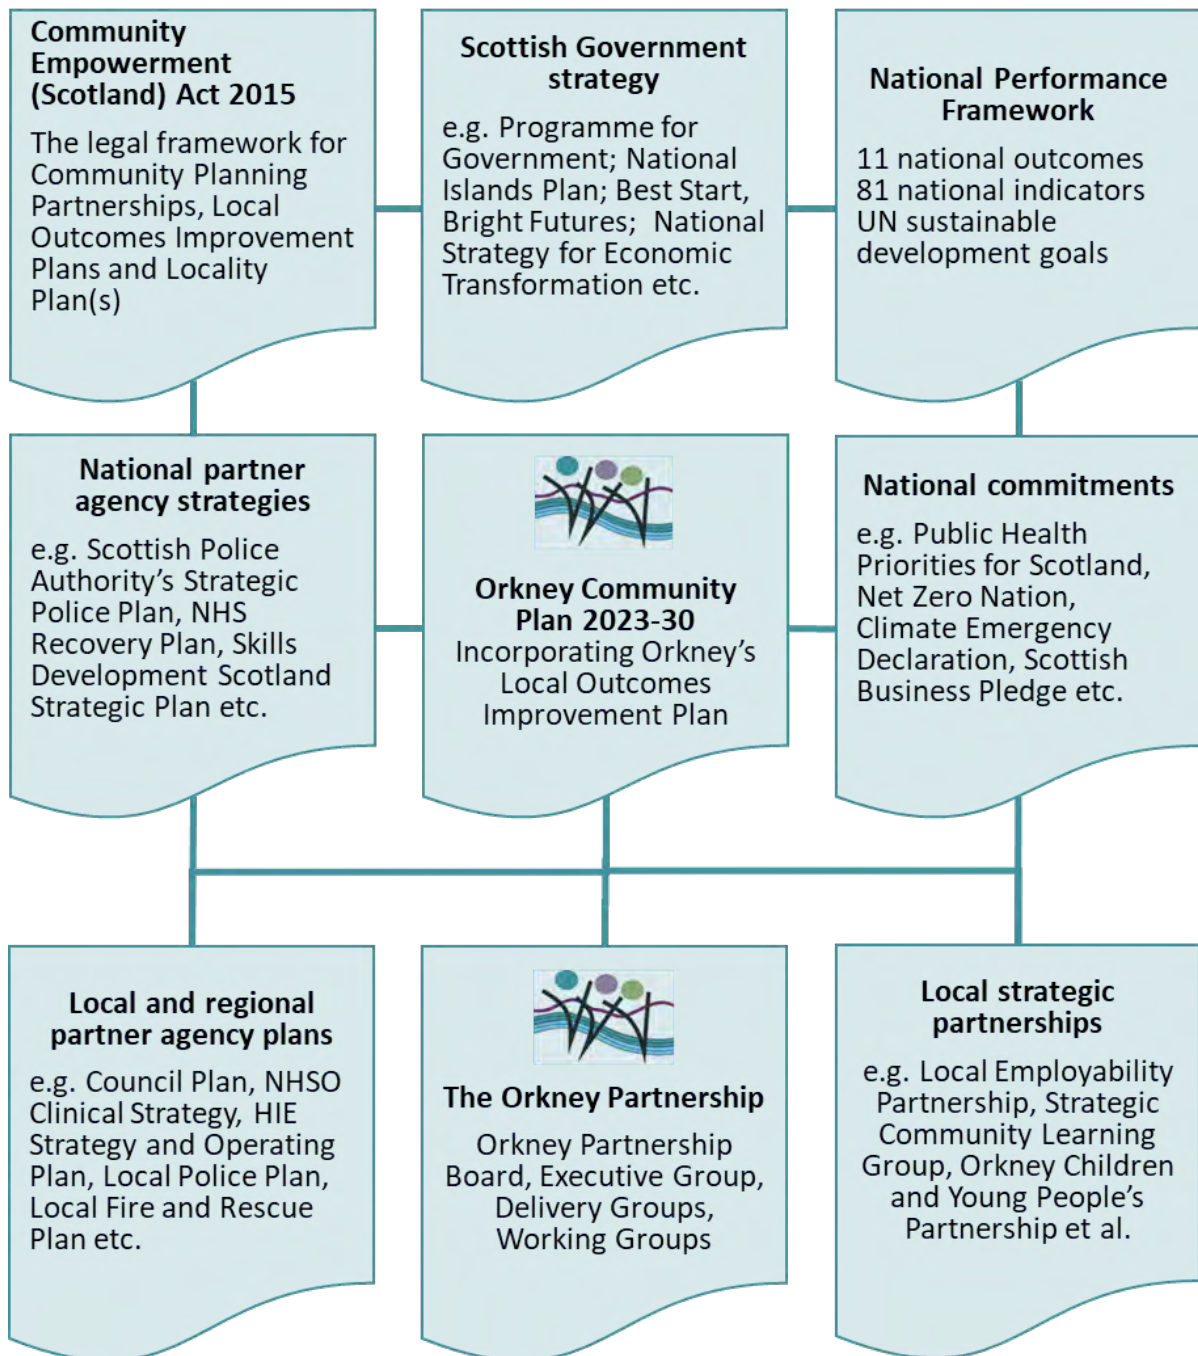 Community
Empowerment
(Scotland) Act 2015
The legal framework for
Community Planning
Partnerships, Local
Outcomes Improvement
Plans and Locality
Plan(s)
Scottish Government
strategy
e.g. Programme for
Government; National
Islands Plan; Best Start,
Bright Futures; National
Strategy for Economic
Transformation etc.
National Performance
Framework
11 national outcomes
81 national indicators
UN sustainable
development goals
National partner
agency strategies
e.g. Scottish Police
Authority’s Strategic
Police Plan, NHS
Recovery Plan, Skills
Development Scotland
Strategic Plan etc.
Orkney Community
Plan 2023-30
Incorporating Orkney’s
Local Outcomes
Improvement Plan
National commitments
e.g. Public Health
Priorities for Scotland,
Net Zero Nation,
Climate Emergency
Declaration, Scottish
Business Pledge etc.
Local and regional
partner agency plans
e.g. Council Plan, NHSO
Clinical Strategy, HIE
Strategy and Operating
Plan, Local Police Plan,
Local Fire and Rescue
Plan etc.
The Orkney Partnership
Orkney Partnership
Board, Executive Group,
Delivery Groups,
Working Groups
Local strategic
partnerships
e.g. Local Employability
Partnership, Strategic
Community Learning
Group, Orkney Children
and Young People’s
Partnership et al.